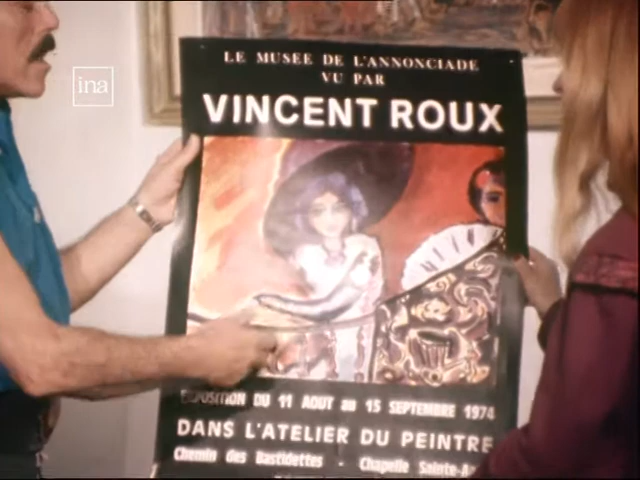 ina
LE MUSEE DE L'ANNONCIADE
VU PAR
VINCENT ROUX
EXPOSITION DU 11 AOUT au 15 SEPTEMBRE 1974
DANS L'ATELIER DU PEINTRE
Chemin des Bastidettes - Chapelle Sainte-A